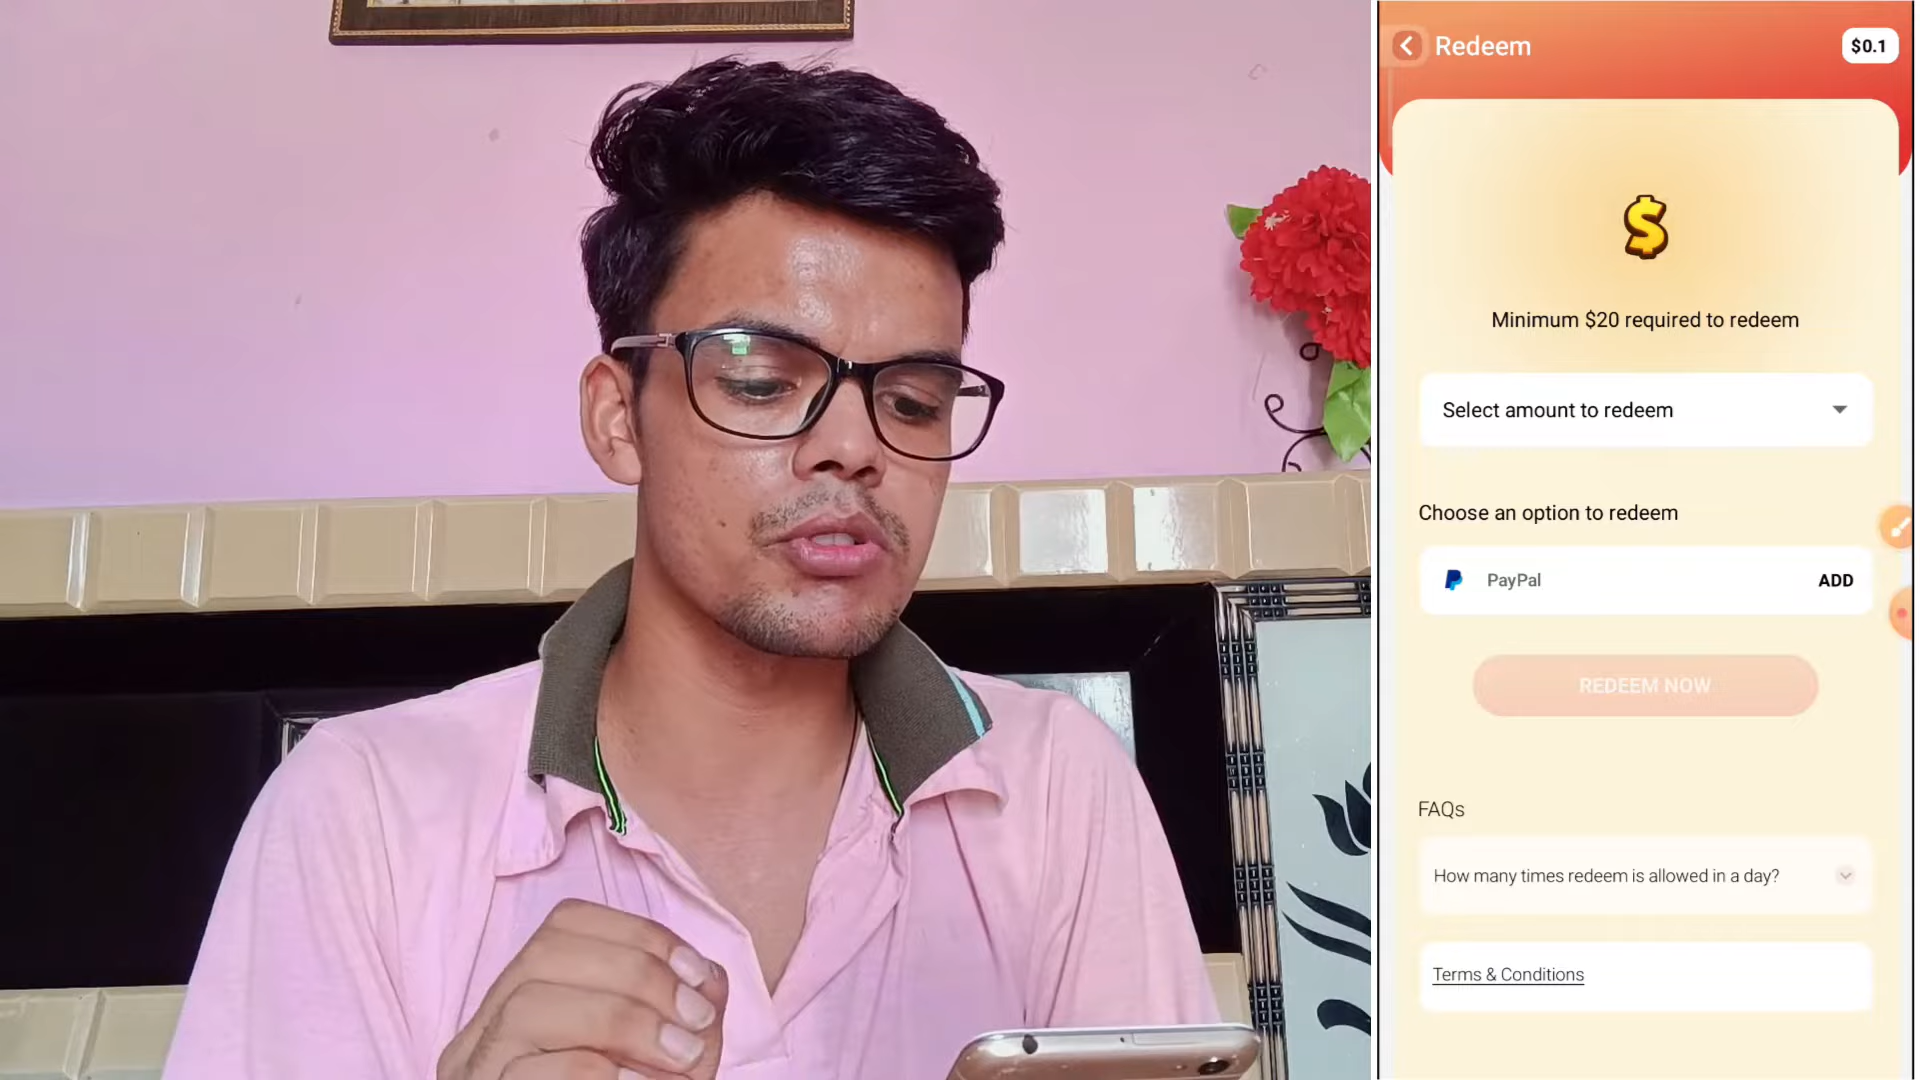 Redeem
$0.1
Minimum $20 required to redeem
Select amount to redeem
Choose an option to redeem
PayPal ADD
REDEEM NOW
FAQs
How many times redeem is allowed in a day?
Terms & Conditions